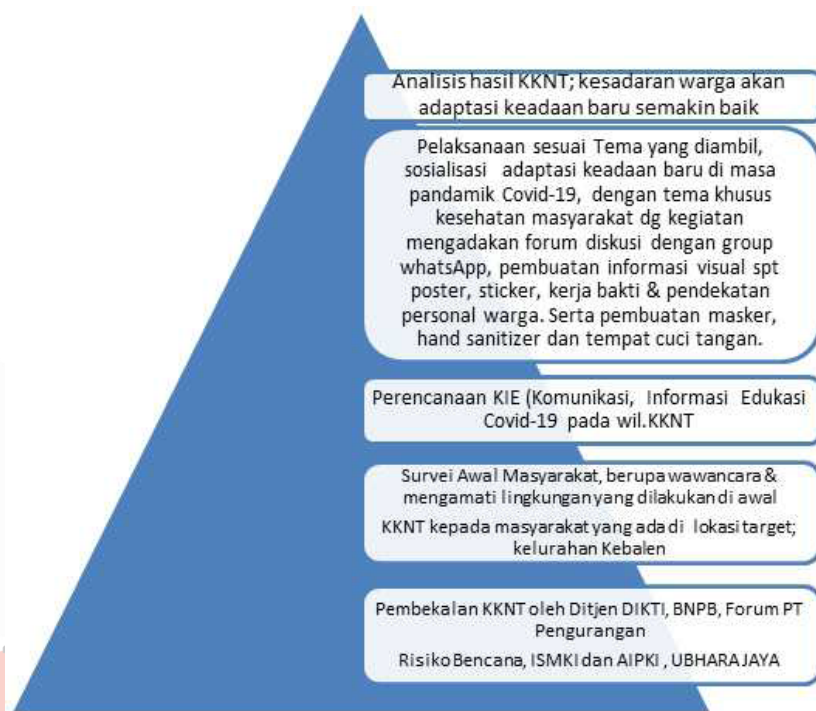 Analisis hasil KKNT; kesadaran warga akan
adaptasi keadaan baru semakin baik
Pelaksanaan sesuai Tema yang diambil,
sosialisasi adaptasi keadaan baru di masa
pandamik Covid-19, dengan tema khusus
kesehatan masyarakat dg kegiatan
mengadakan forum diskusi dengan group
whatsApp, pembuatan informasi visual spt
poster, sticker, kerja bakti & pendekatan
personal warga. Serta pembuatan masker,
hand sanitizer dan tempat cuci tangan.
Perencanaan KIE (Komunikasi, Informasi Edukasi
Covid-19 pada wil.KKNT
Survei Awal Masyarakat, berupa wawancara &
mengamati lingkungan yang dilakukan di awal
KKNT kepada masyarakat yang ada di lokasi target;
kelurahan Kebalen
Pembekalan KKNT oleh Ditjen DIKTI, BNPB, Forum PT
Pengurangan
Risiko Bencana, ISMKI dan AIPKI , UBHARA JAYA